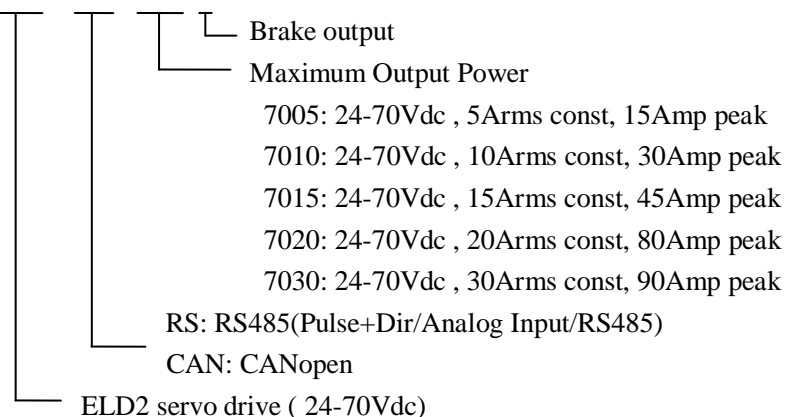 Brake output
Maximum Output Power
7005: 24-70Vdc , 5Arms const, 15Amp peak
7010: 24-70Vdc , 10Arms const, 30Amp peak
7015: 24-70Vdc , 15Arms const, 45Amp peak
7020: 24-70Vdc , 20Arms const, 80Amp peak
7030: 24-70Vdc , 30Arms const, 90Amp peak
RS: RS485(Pulse+Dir/Analog Input/RS485)
CAN: CANopen
ELD2 servo drive ( 24-70Vdc)